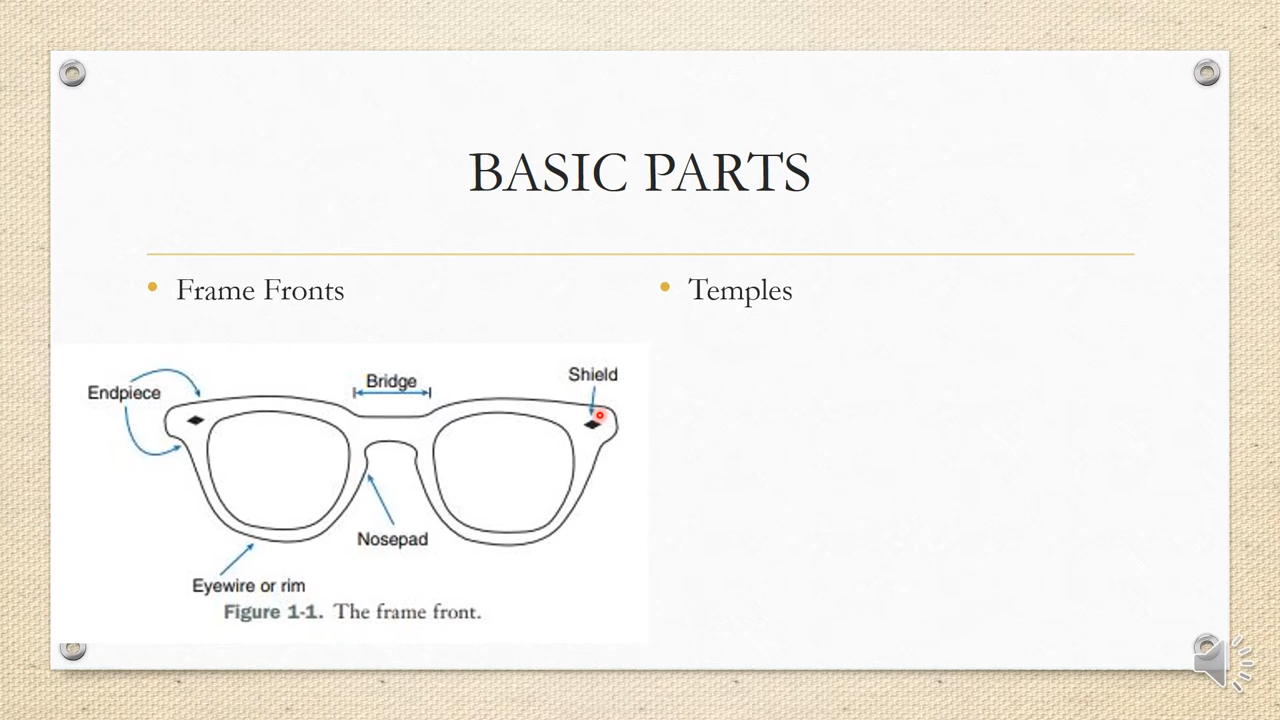 BASIC PARTS
• Frame Fronts
• Temples
Endpiece
Bridge
Shield
Nosepad
Eyewire or rim
Figure 1-1. The frame front.